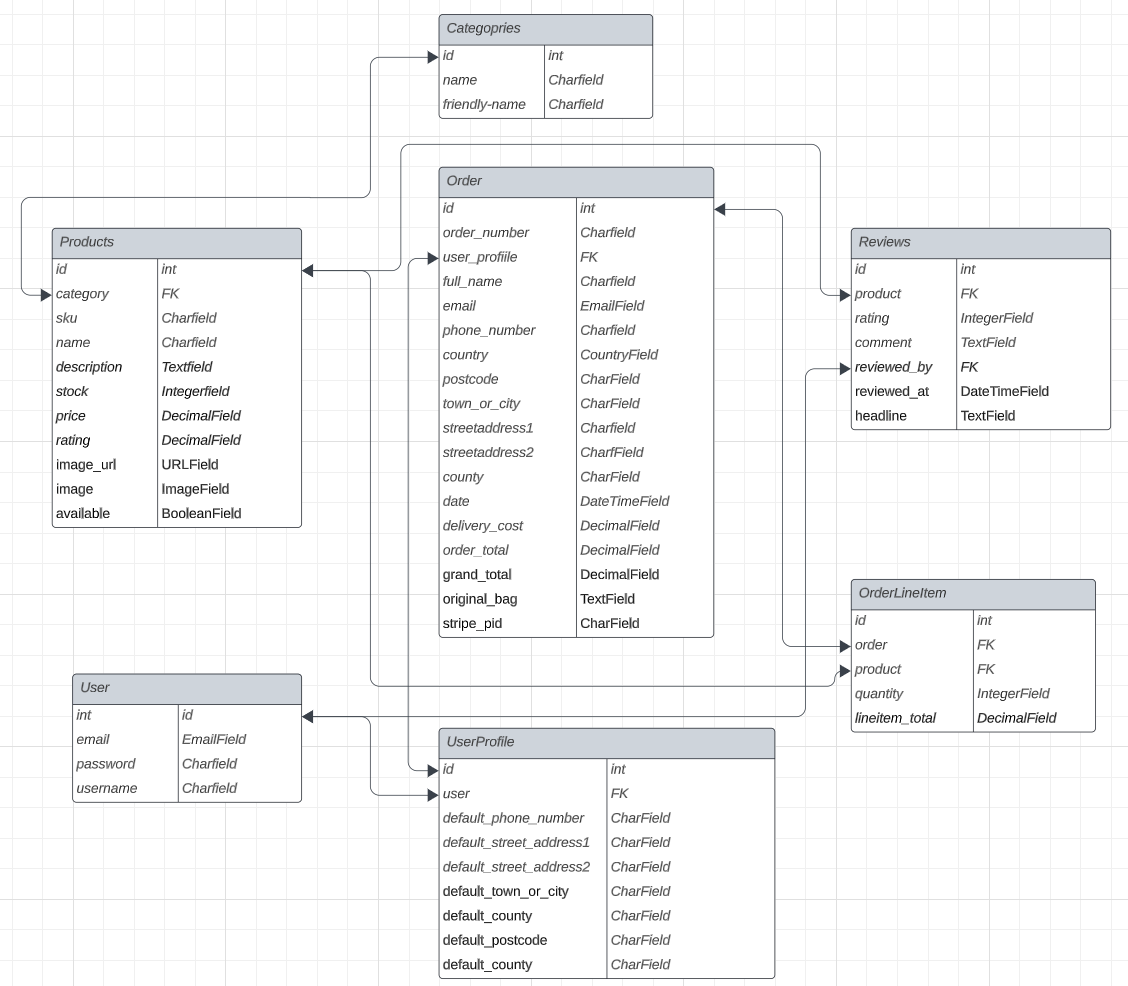 Categopries
id int
name Charfield
friendly-name Charfield
Order
id int
order_number Charfield
user_profiile FK
full_name Charfield
email EmailField
phone_number Charfield
country CountryField
postcode CharField
town_or_city CharField
streetaddress1 Charfield
streetaddress2 CharfField
county CharField
date DateTimeField
delivery_cost DecimalField
order_total DecimalField
grand_total DecimalField
original_bag TextField
stripe_pid CharField
Products
id int
category FK
sku Charfield
name Charfield
description Textfield
stock Integerfield
price DecimalField
rating DecimalField
image_url URLField
image ImageField
available BooleanField
Reviews
id int
product FK
rating IntegerField
comment TextField
reviewed_by FK
reviewed_at DateTimeField
headline TextField
OrderLineItem
id int
order FK
product FK
quantity IntegerField
lineitem_total DecimalField
User
int id
email EmailField
password Charfield
username Charfield
UserProfile
id int
user FK
default_phone_number CharField
default_street_address1 CharField
default_street_address2 CharField
default_town_or_city CharField
default_county CharField
default_postcode CharField
default_county CharField